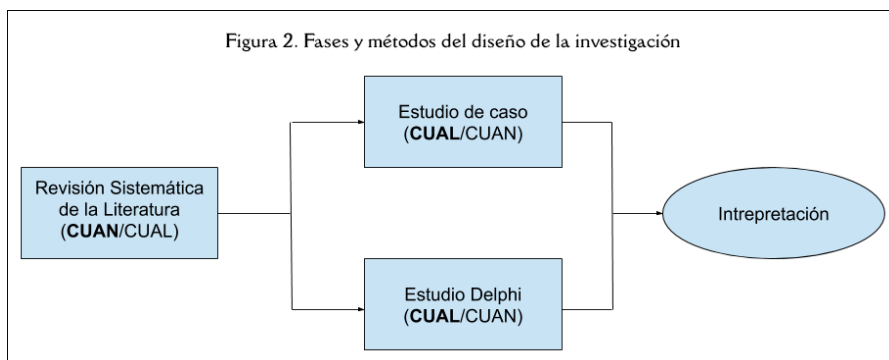 Figura 2. Fases y métodos del diseño de la investigación
Estudio de caso
(CUAL/CUAN)
Revisión Sistemática
de la Literatura
(CUAN/CUAL)
Intrepretación
Estudio Delphi
(CUAL/CUAN)